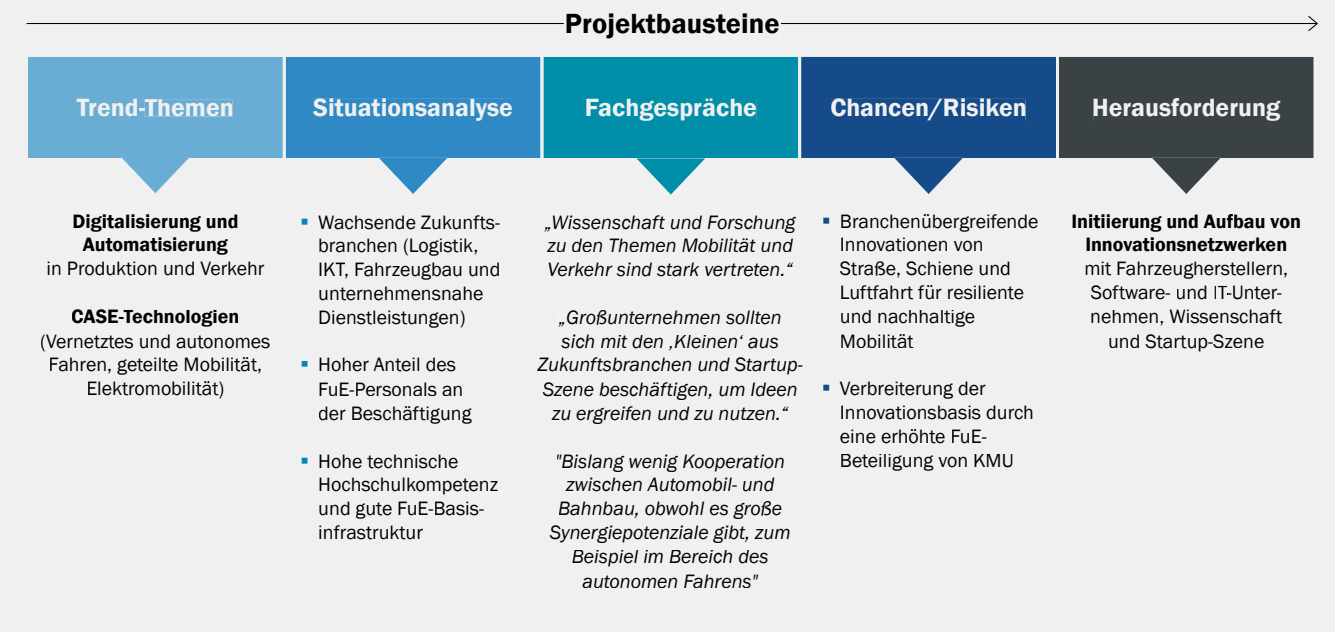 Projektbausteine
Trend-Themen
Digitalisierung und
Automatisierung
in Produktion und Verkehr
CASE-Technologien
(Vernetztes und autonomes
Fahren, geteilte Mobilität,
Elektromobilität)
Situationsanalyse
▪ Wachsende Zukunfts-
branchen (Logistik,
IKT, Fahrzeugbau und
unternehmensnahe
Dienstleistungen)
▪ Hoher Anteil des
FuE-Personals an
der Beschäftigung
▪ Hohe technische
Hochschulkompetenz
und gute FuE-Basis-
infrastruktur
Fachgespräche
„Wissenschaft und Forschung
zu den Themen Mobilität und
Verkehr sind stark vertreten.“
„Großunternehmen sollten
sich mit den ‚Kleinen‘ aus
Zukunftsbranchen und Startup-
Szene beschäftigen, um Ideen
zu ergreifen und zu nutzen.“
"Bislang wenig Kooperation
zwischen Automobil- und
Bahnbau, obwohl es große
Synergiepotenziale gibt, zum
Beispiel im Bereich des
autonomen Fahrens"
Chancen/Risiken
▪ Branchenübergreifende
Innovationen von
Straße, Schiene und
Luftfahrt für resiliente
und nachhaltige
Mobilität
▪ Verbreiterung der
Innovationsbasis durch
eine erhöhte FuE-
Beteiligung von KMU
Herausforderung
Initiierung und Aufbau von
Innovationsnetzwerken
mit Fahrzeugherstellern,
Software- und IT-Unter-
nehmen, Wissenschaft
und Startup-Szene